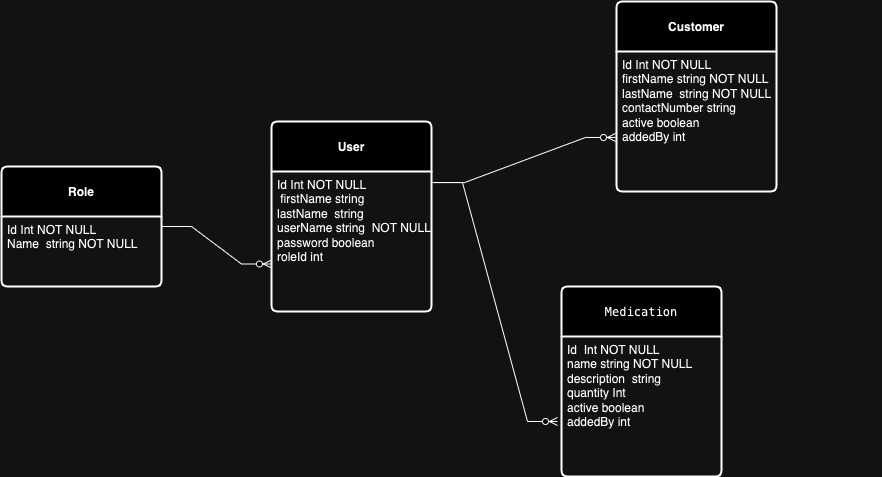 Customer
Id Int NOT NULL
firstName string NOT NULL
lastName  string NOT NULL
contactNumber string
active boolean
addedBy int
User
Id Int NOT NULL
firstName string
lastName  string
userName string  NOT NULL
password boolean
roleId int
Role
Id Int NOT NULL
Name  string NOT NULL
Medication
Id  Int NOT NULL
name string NOT NULL
description  string
quantity Int
active boolean
addedBy int